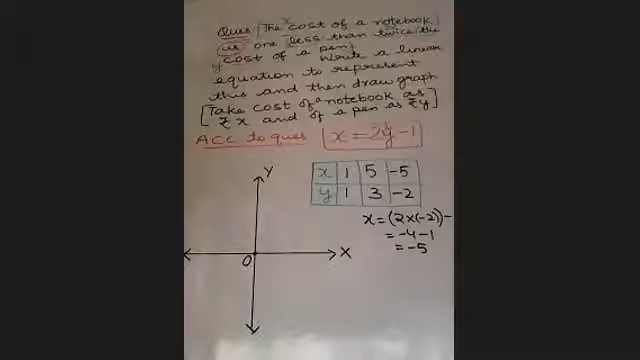 Ques The cost of a notebook
is one less than twice the
y cost of a pen. Write a linear
equation to represent
this and then draw graph
[Take cost of a notebook as
₹x and of a pen as ₹y]
ACC to ques x = 2y - 1
x 1 5 -5
y 1 3 -2
x = (2×(-2)) -
= -4 - 1
= -5
Y
X
O